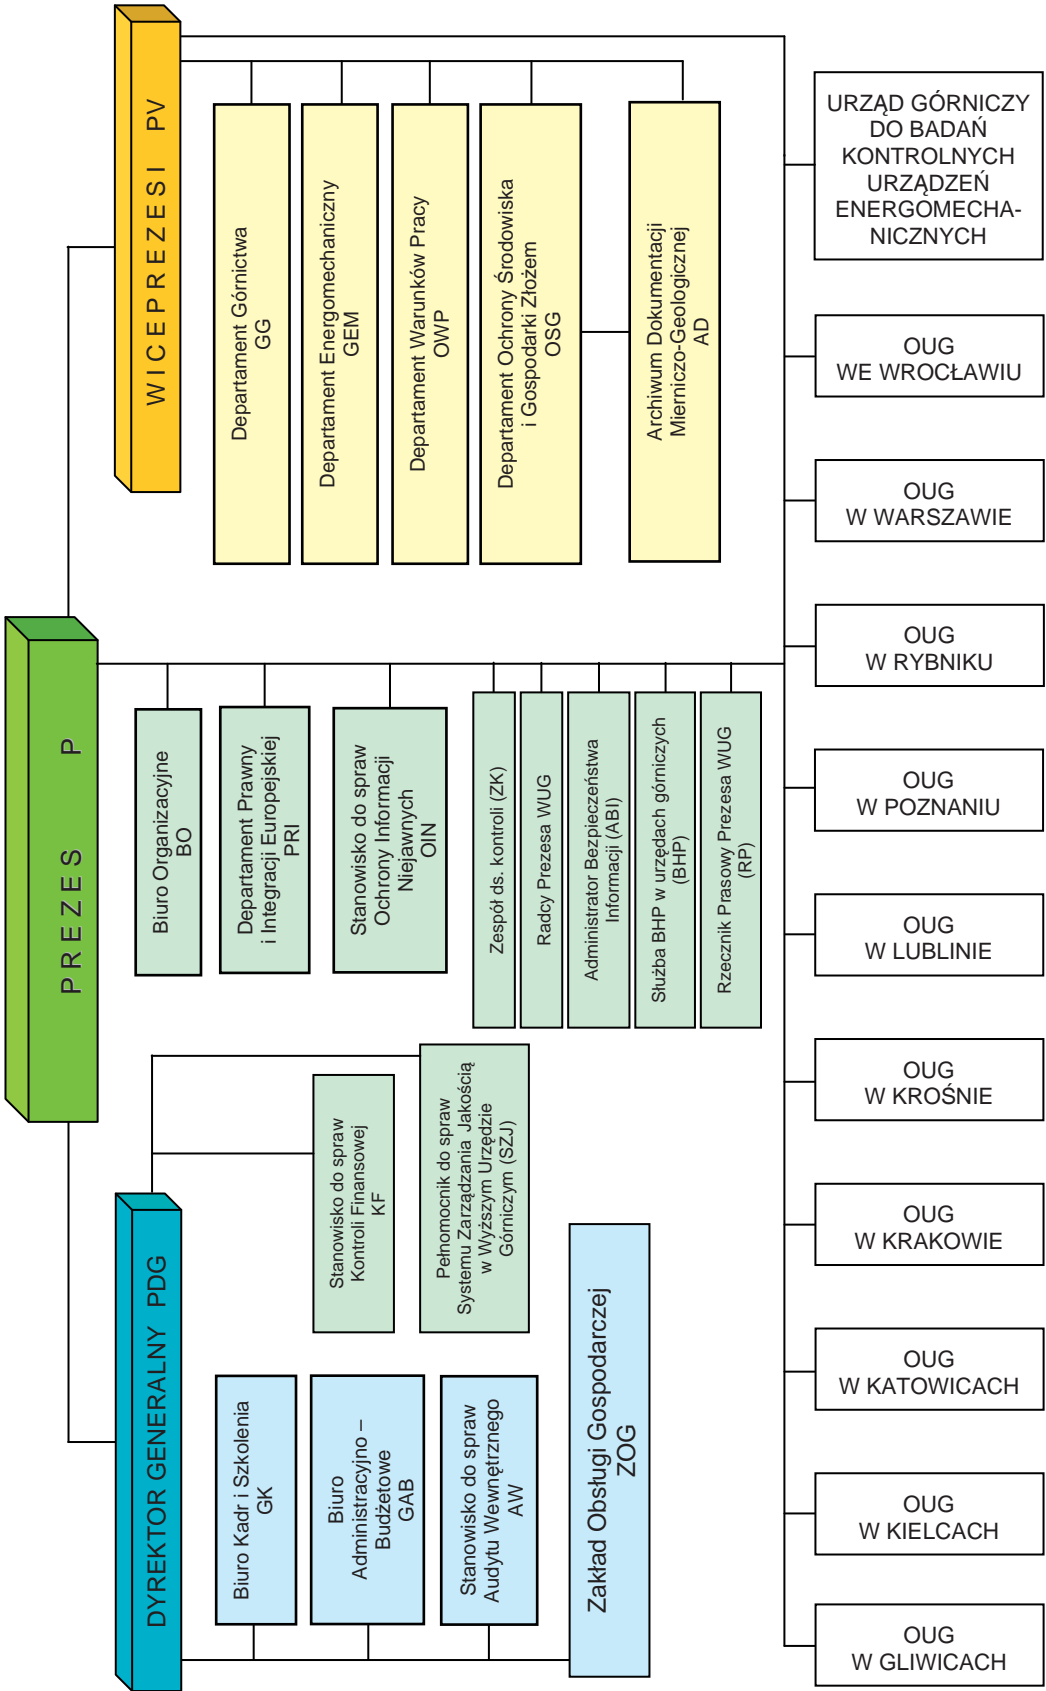 PREZES P
DYREKTOR GENERALNY PDG
WICEPREZESI PV
Biuro Kadr i Szkolenia
GK
Biuro
Administracyjno –
Budżetowe
GAB
Stanowisko do spraw
Audytu Wewnętrznego
AW
Zakład Obsługi Gospodarczej
ZOG
Stanowisko do spraw
Kontroli Finansowej
KF
Pełnomocnik do spraw
Systemu Zarządzania Jakością
w Wyższym Urzędzie
Górniczym (SZJ)
Biuro Organizacyjne
BO
Departament Prawny
i Integracji Europejskiej
PRI
Stanowisko do spraw
Ochrony Informacji
Niejawnych
OIN
Zespół ds. kontroli (ZK)
Radcy Prezesa WUG
Administrator Bezpieczeństwa
Informacji (ABI)
Służba BHP w urzędach górniczych
(BHP)
Rzecznik Prasowy Prezesa WUG
(RP)
Departament Górnictwa
GG
Departament Energomechaniczny
GEM
Departament Warunków Pracy
OWP
Departament Ochrony Środowiska
i Gospodarki Złożem
OSG
Archiwum Dokumentacji
Mierniczo-Geologicznej
AD
URZĄD GÓRNICZY
DO BADAŃ
KONTROLNYCH
URZĄDZEŃ
ENERGOMECHA-
NICZNYCH
OUG
WE WROCŁAWIU
OUG
W WARSZAWIE
OUG
W RYBNIKU
OUG
W POZNANIU
OUG
W LUBLINIE
OUG
W KROŚNIE
OUG
W KRAKOWIE
OUG
W KATOWICACH
OUG
W KIELCACH
OUG
W GLIWICACH